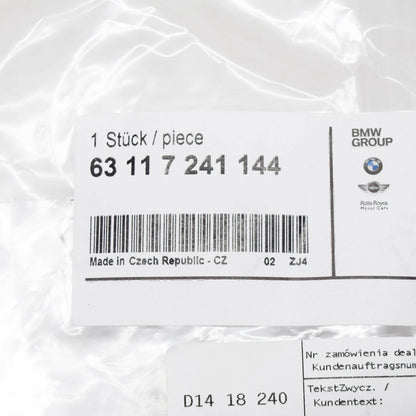 1 Stück / piece
63 11 7 241 144
BMW
GROUP
Rolls-Royce
Motor Cars
Made in Czech Republic - CZ 02 ZJ4
Nr zamówienia deal
Kundenauftragsnum
D14 18 240
TekstZwycz. /
Kundentext: